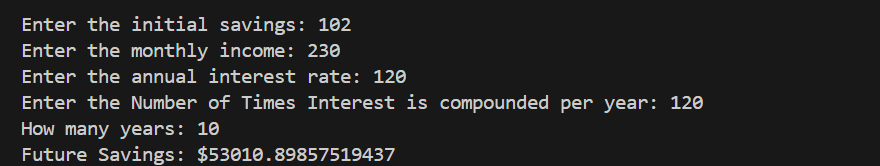 Enter the initial savings: 102
Enter the monthly income: 230
Enter the annual interest rate: 120
Enter the Number of Times Interest is compounded per year: 120
How many years: 10
Future Savings: $53010.89857519437